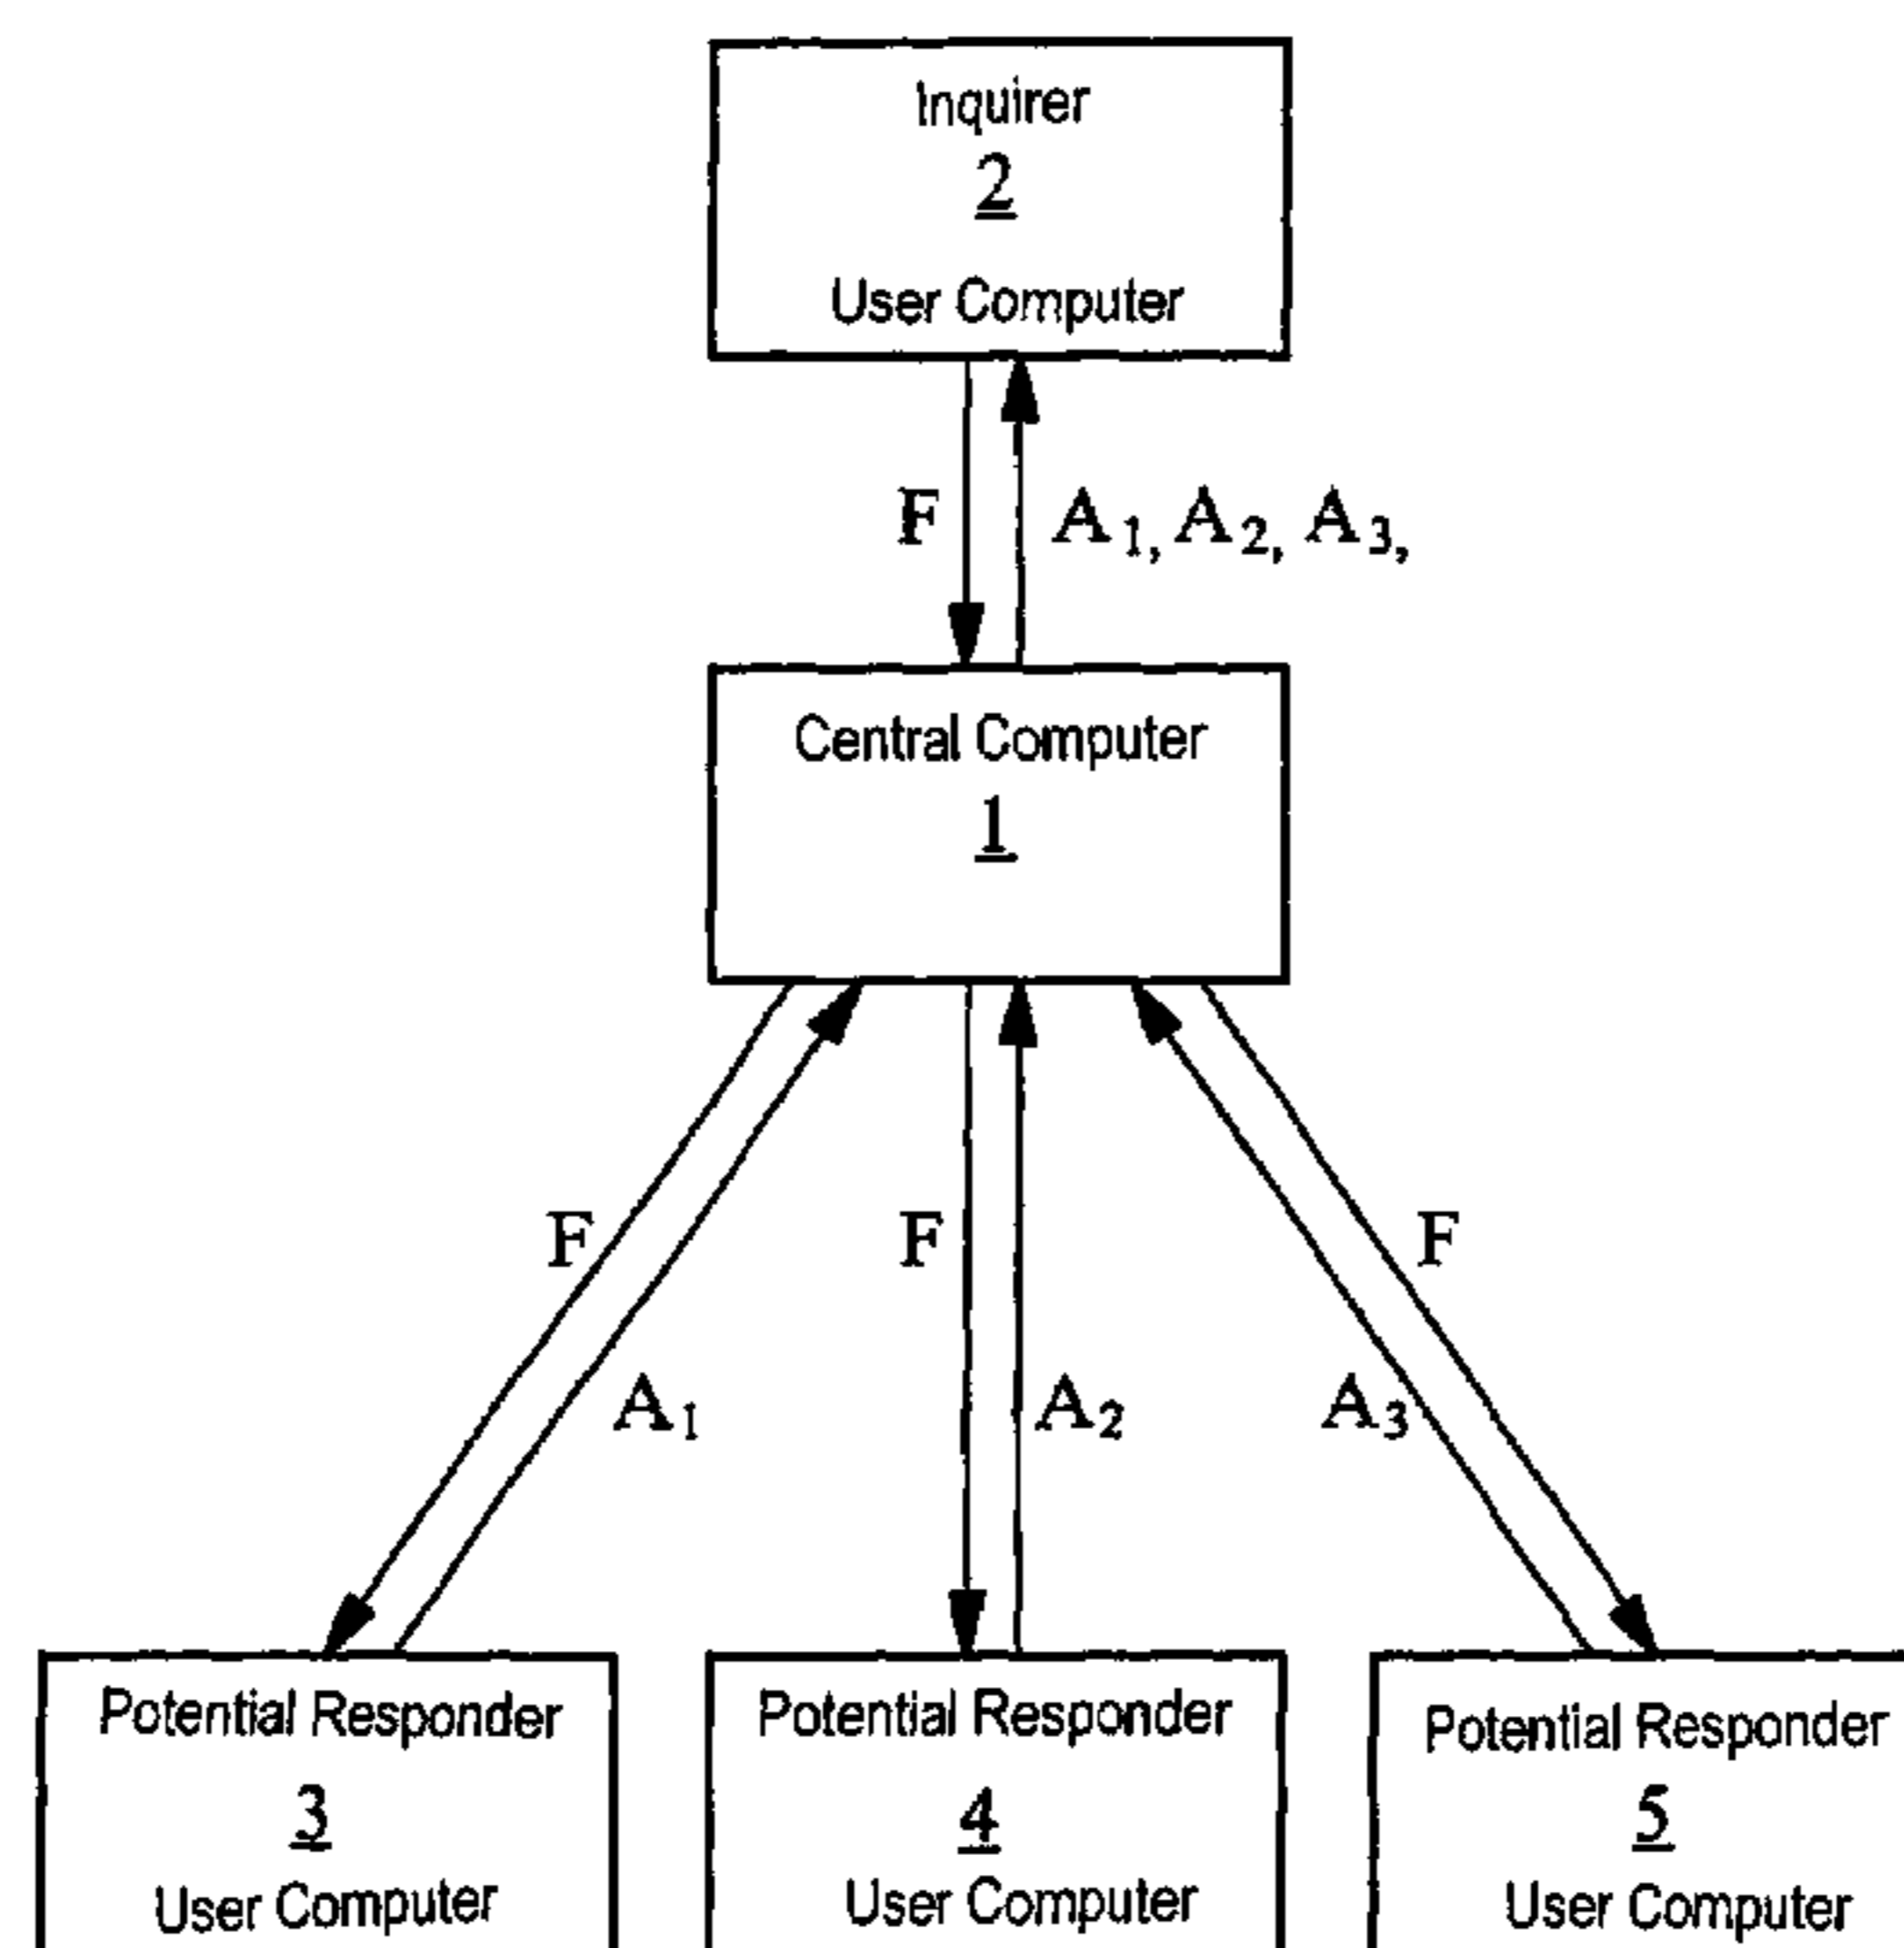 Inquirer
2
User Computer
F
A1, A2, A3,
Central Computer
1
F
F
F
A1
A2
A3
Potential Responder
3
User Computer
Potential Responder
4
User Computer
Potential Responder
5
User Computer